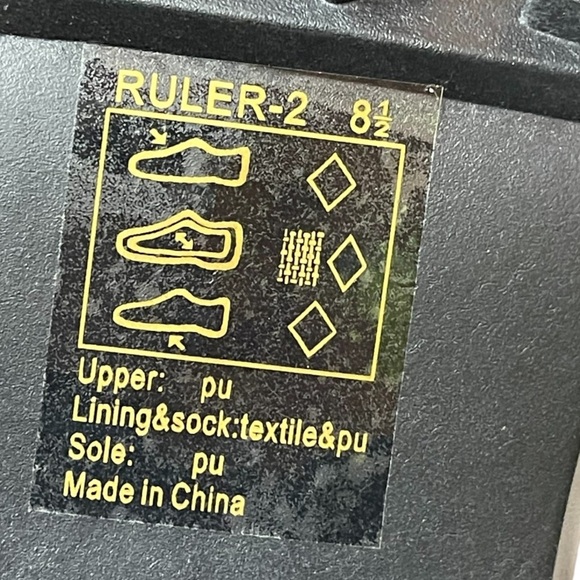 RULER-2 8½
Upper: pu
Lining&sock:textile&pu
Sole: pu
Made in China